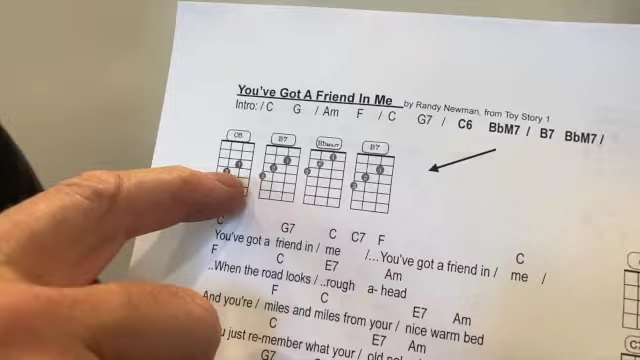 You've Got A Friend In Me by Randy Newman, from Toy Story 1
Intro: / C G / Am F / C G7 / C6 BbM7 / B7 BbM7 /
B7 B7
C G7 C C7 F C
You've got a friend in / me /...You've got a friend in / me /
F C E7 Am
..When the road looks / ..rough a- head
F C E7 Am
And you're / miles and miles from your / nice warm bed
C E7 Am
just re-member what your / old
G7